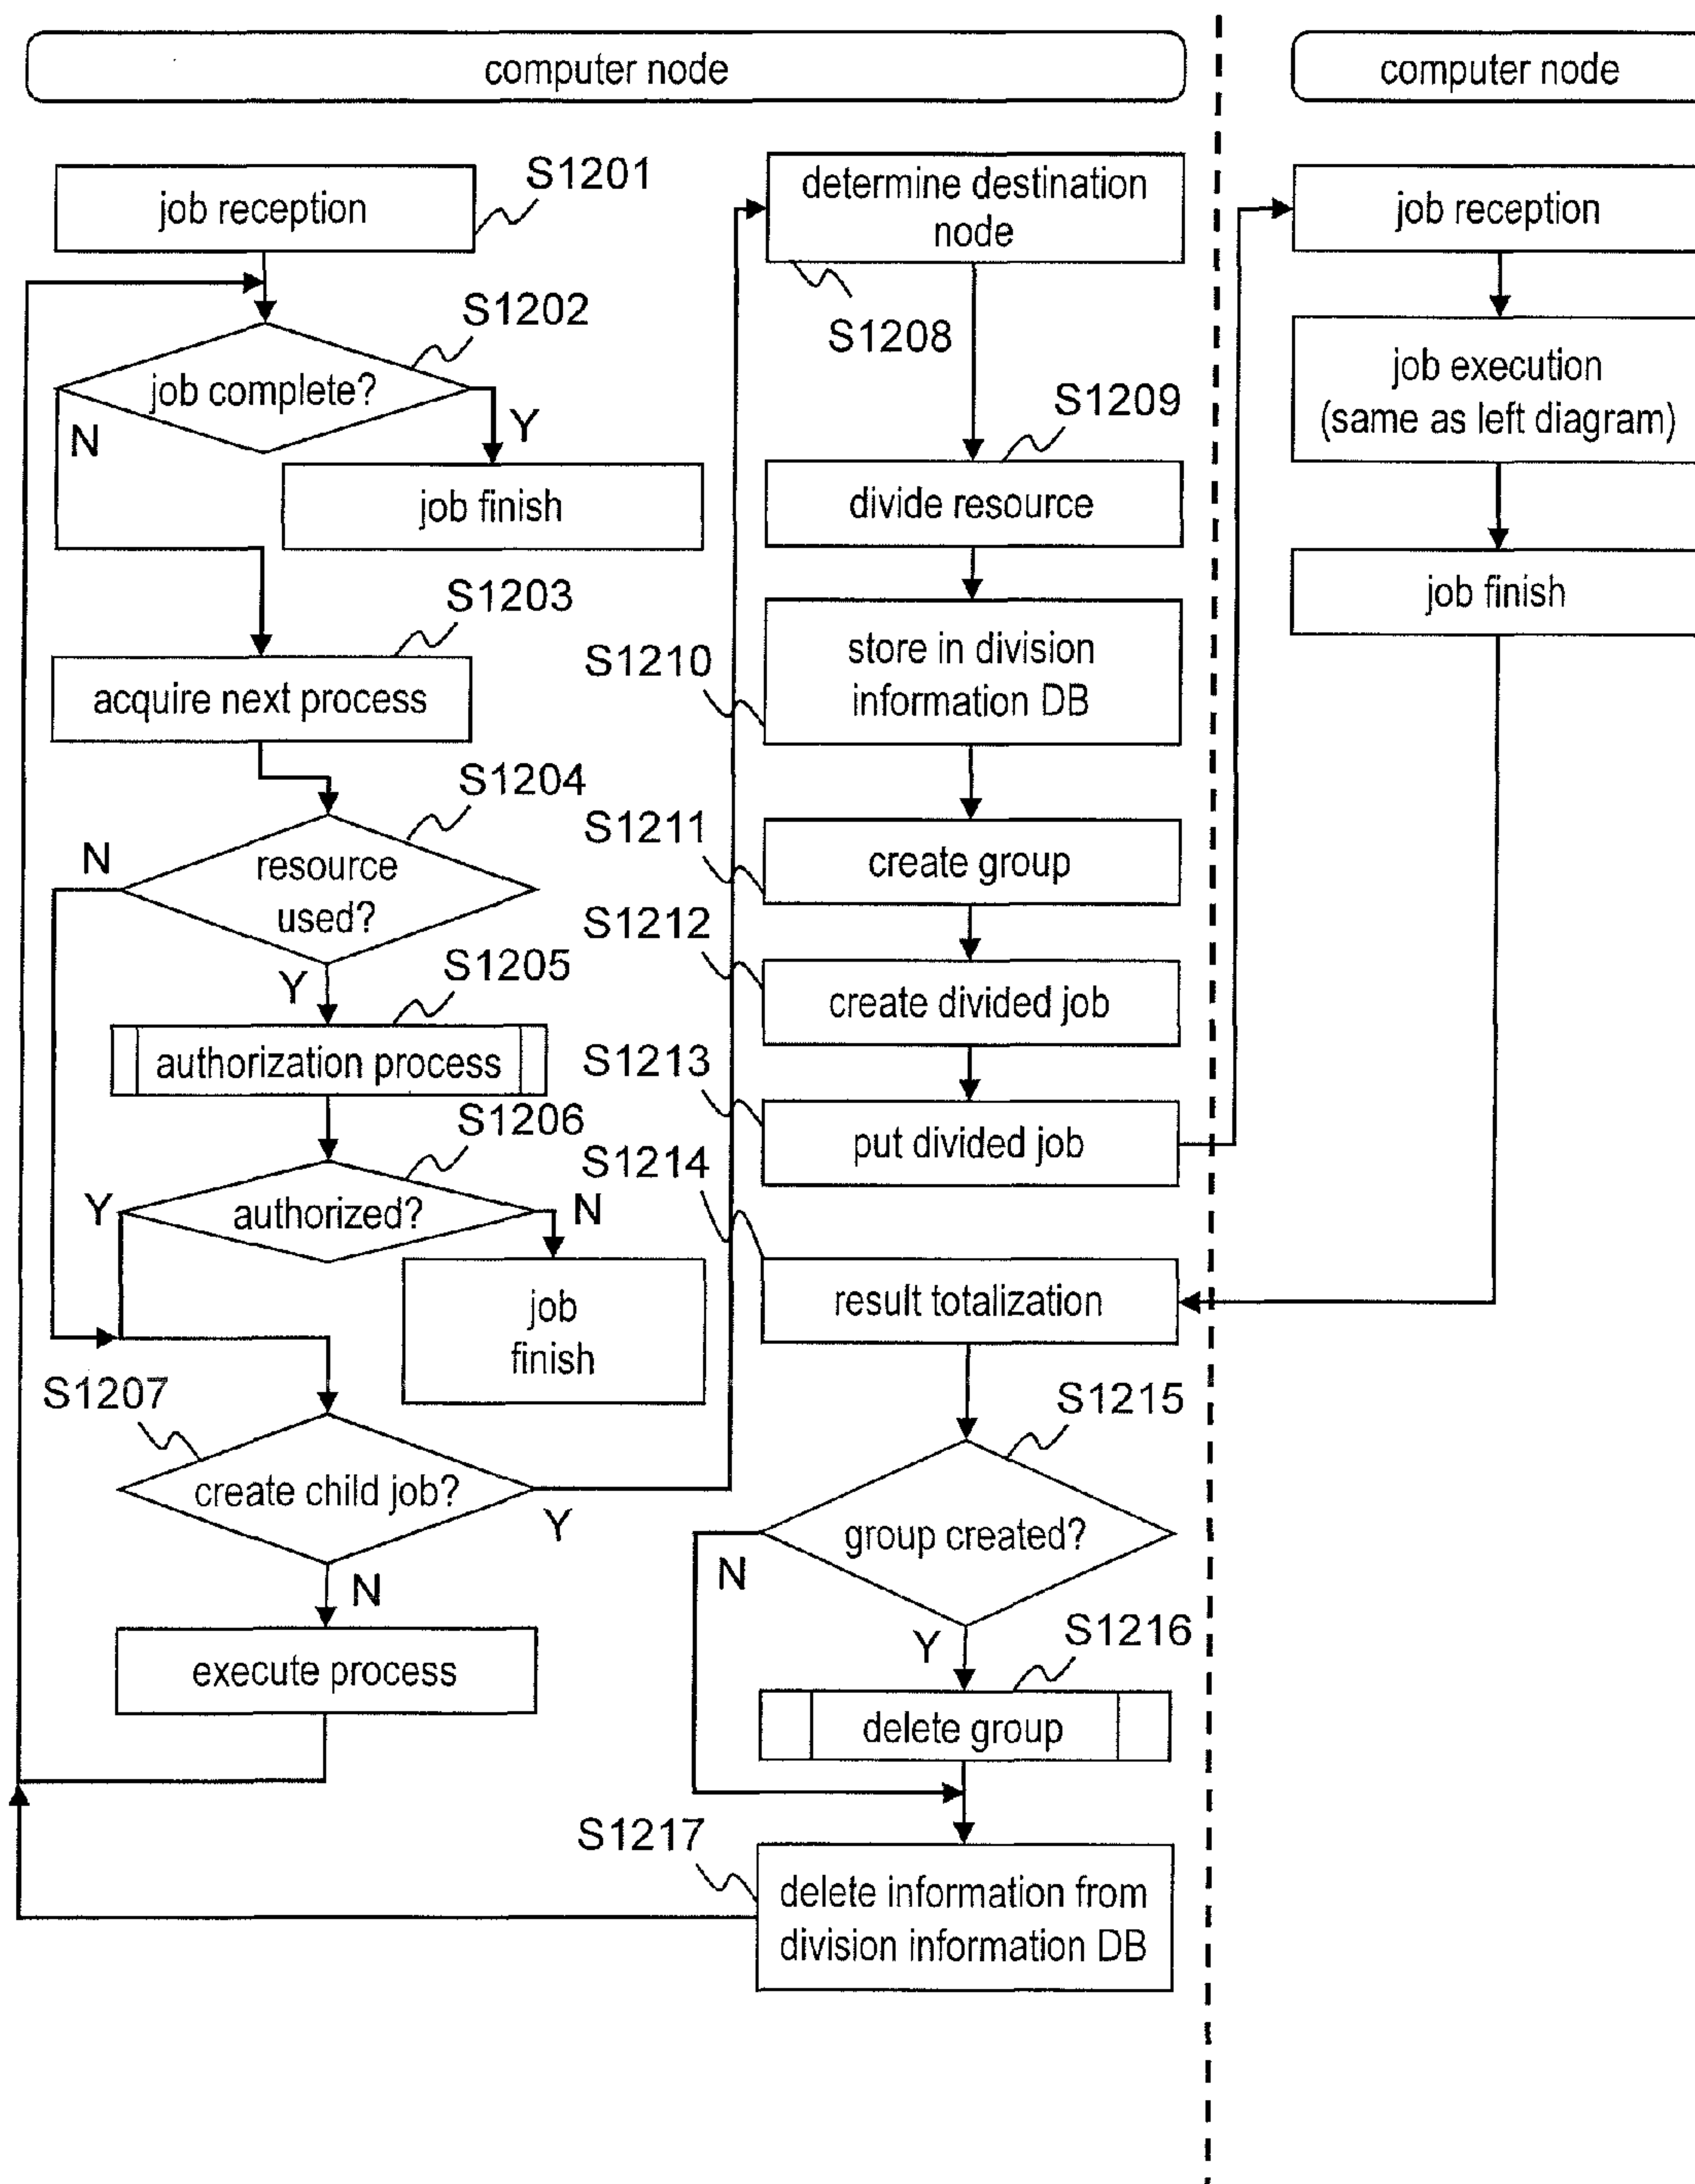 computer node
job reception
S1201
job complete?
S1202
N
Y
job finish
S1203
acquire next process
S1204
resource
used?
N
Y
S1205
authorization process
S1206
authorized?
Y
N
job
finish
S1207
create child job?
Y
N
execute process
determine destination
node
S1208
S1209
divide resource
S1210
store in division
information DB
S1211
create group
S1212
create divided job
S1213
put divided job
S1214
result totalization
S1215
group created?
N
Y
S1216
delete group
S1217
delete information from
division information DB
computer node
job reception
job execution
(same as left diagram)
job finish